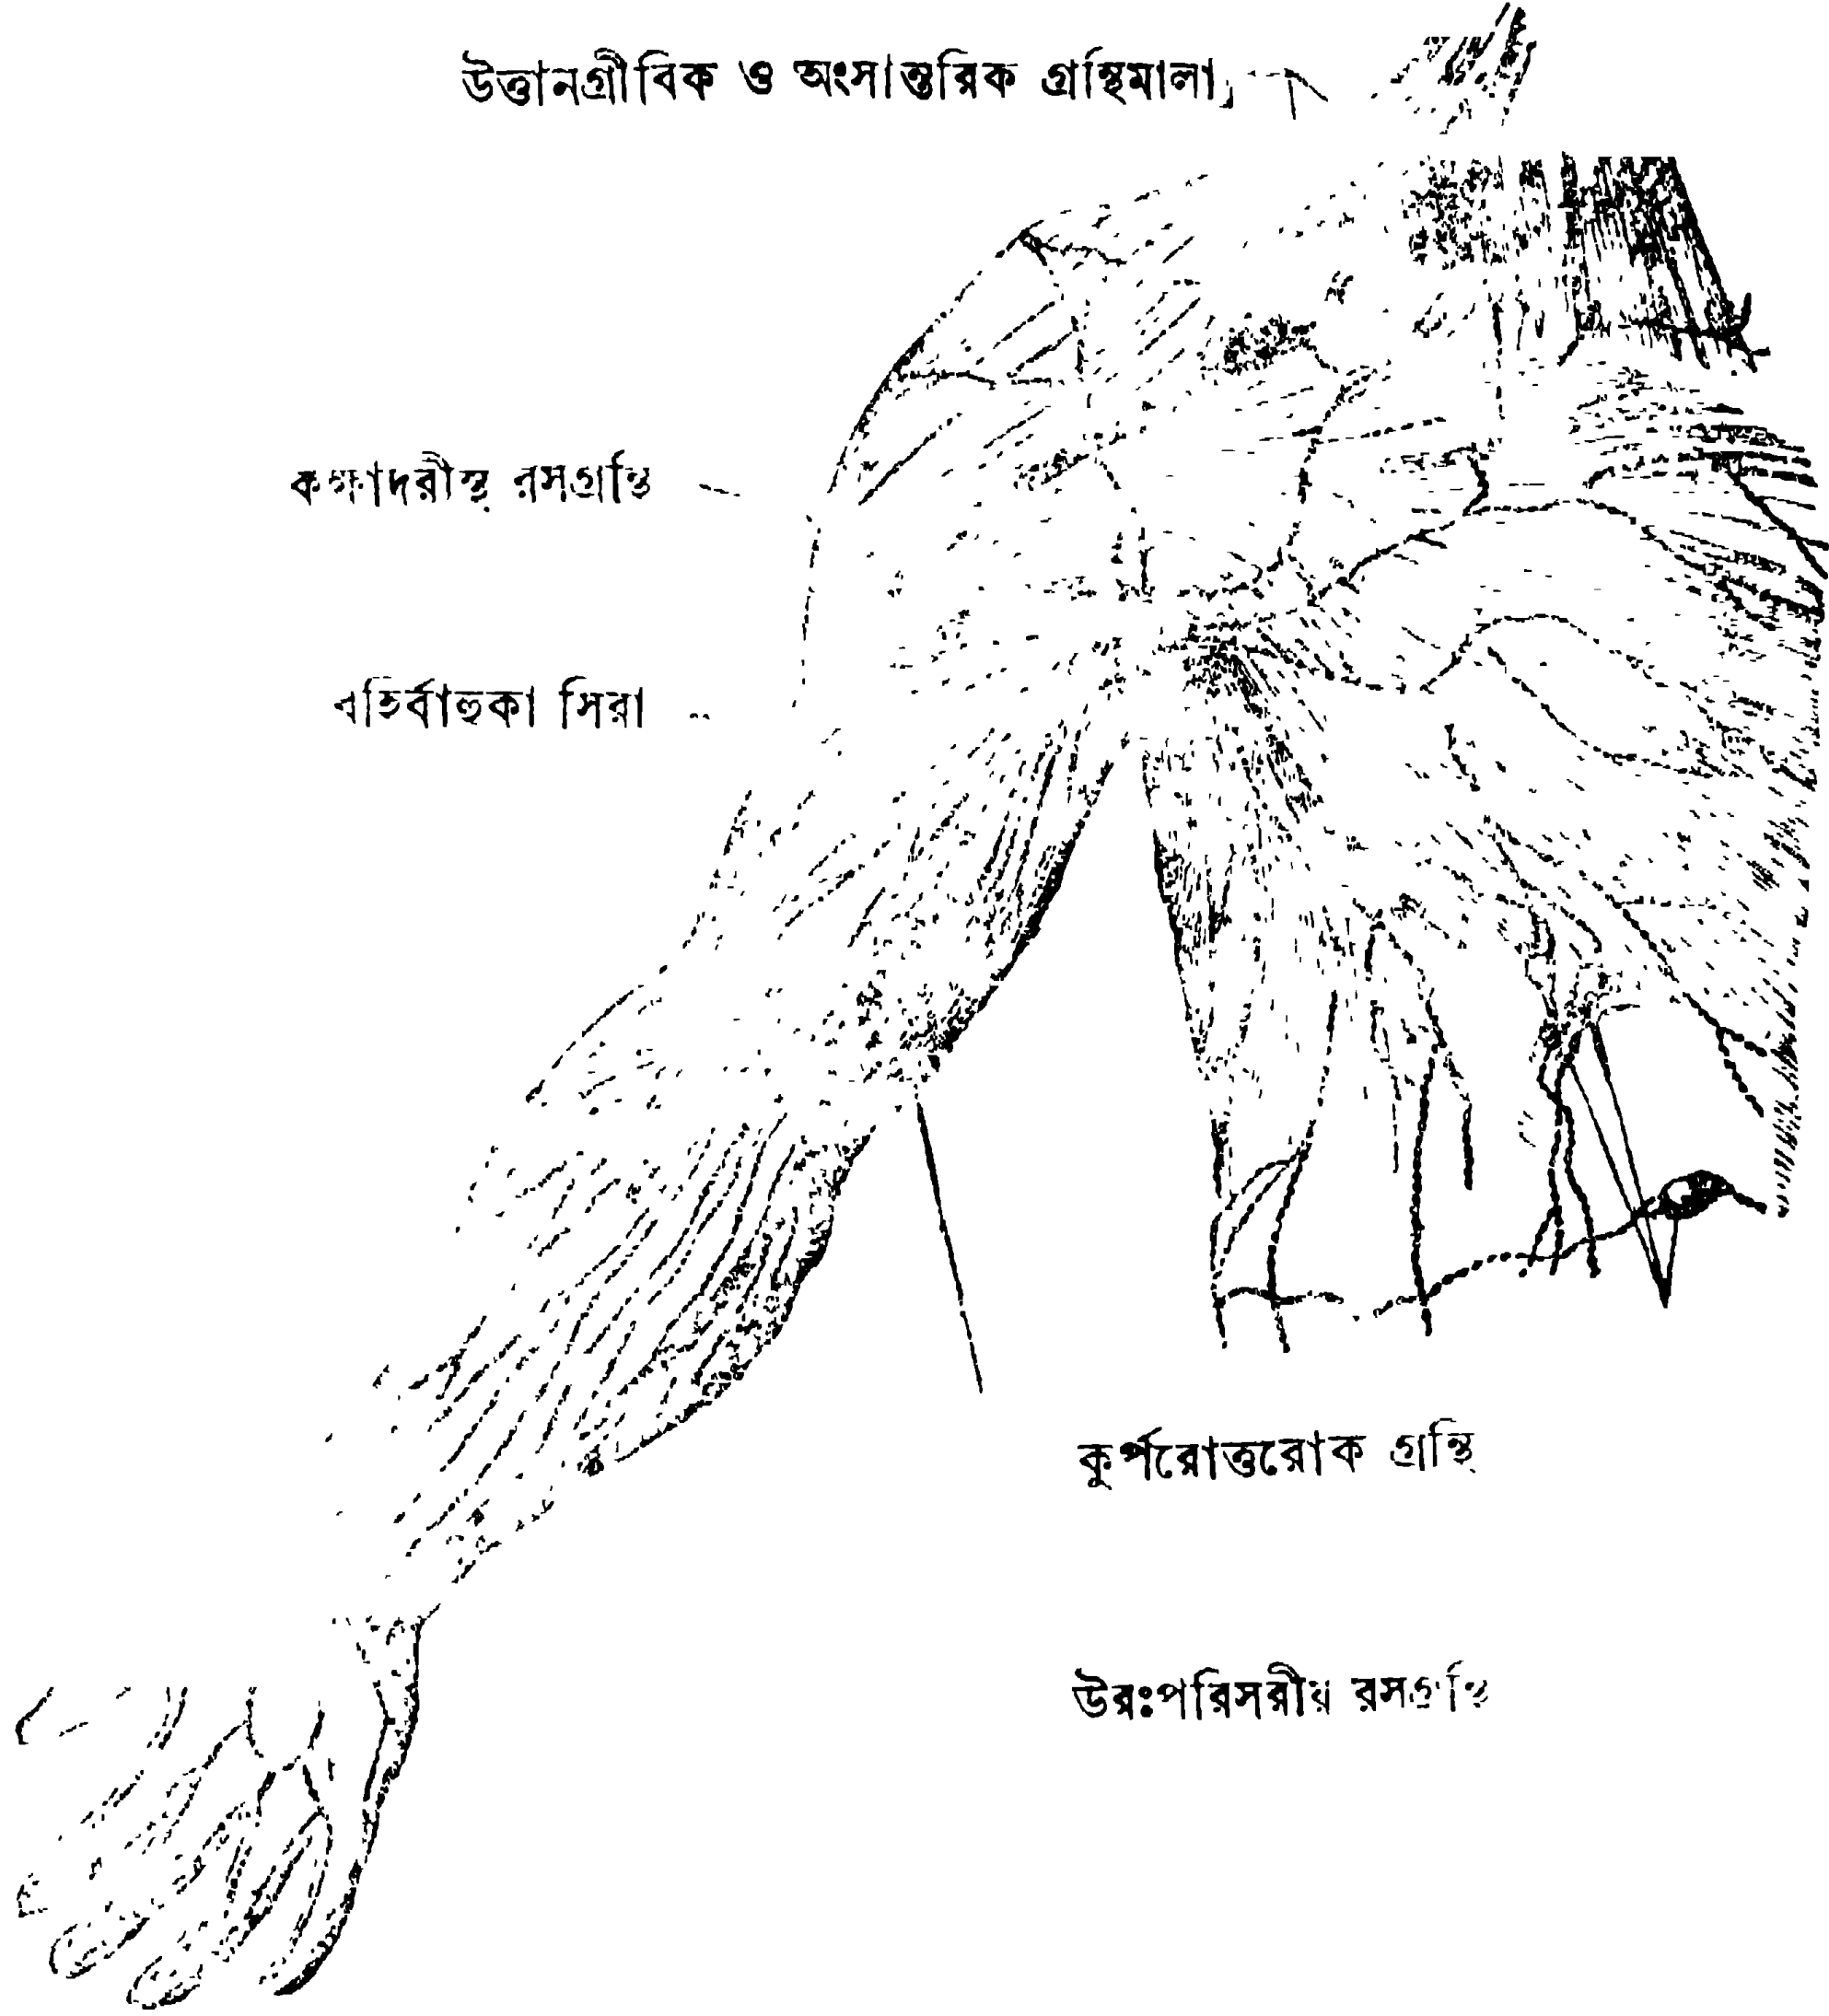 উত্তানগ্রীবিক ও অংসান্তরিক গ্রন্থিমালা
কক্ষাদরীস্থ রসগ্রন্থি
বহির্বাহুকা সিরা
কুর্পরোত্তরোক গ্রন্থি
উরঃপরিসরীয় রসগ্রন্থি